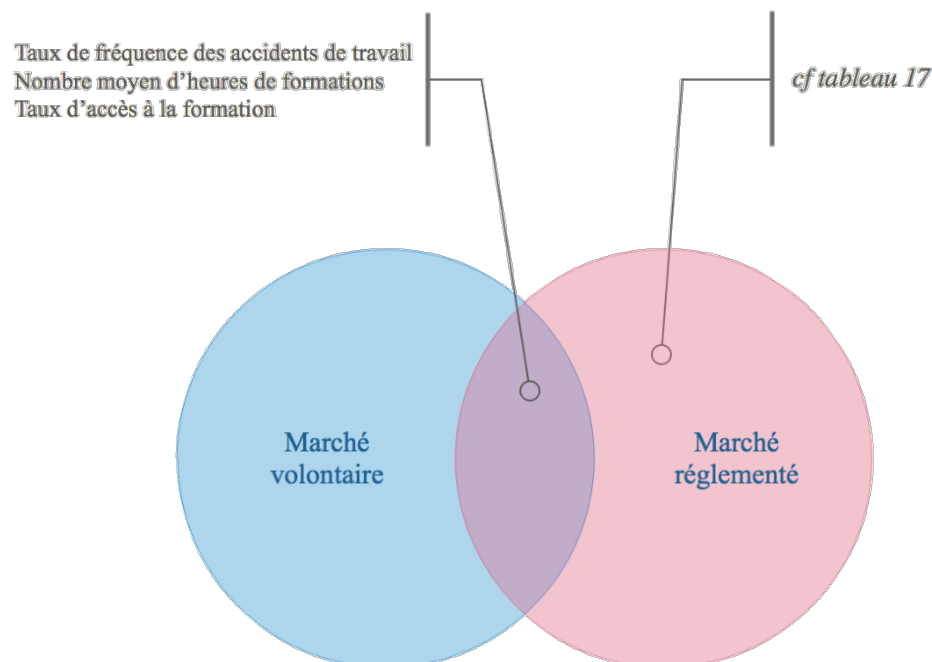 Taux de fréquence des accidents de travail
Nombre moyen d'heures de formations
Taux d'accès à la formation
cf tableau 17
Marché
volontaire
Marché
réglementé